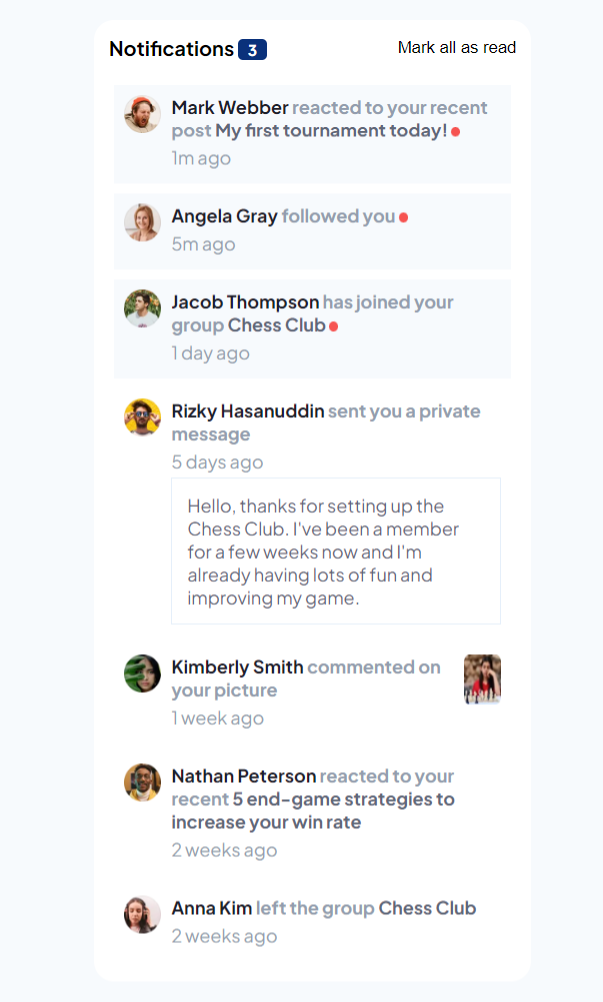 Notifications 3 Mark all as read
Mark Webber reacted to your recent
post My first tournament today!
1m ago
Angela Gray followed you
5m ago
Jacob Thompson has joined your
group Chess Club
1 day ago
Rizky Hasanuddin sent you a private
message
5 days ago
Hello, thanks for setting up the
Chess Club. I've been a member
for a few weeks now and I'm
already having lots of fun and
improving my game.
Kimberly Smith commented on
your picture
1 week ago
Nathan Peterson reacted to your
recent 5 end-game strategies to
increase your win rate
2 weeks ago
Anna Kim left the group Chess Club
2 weeks ago